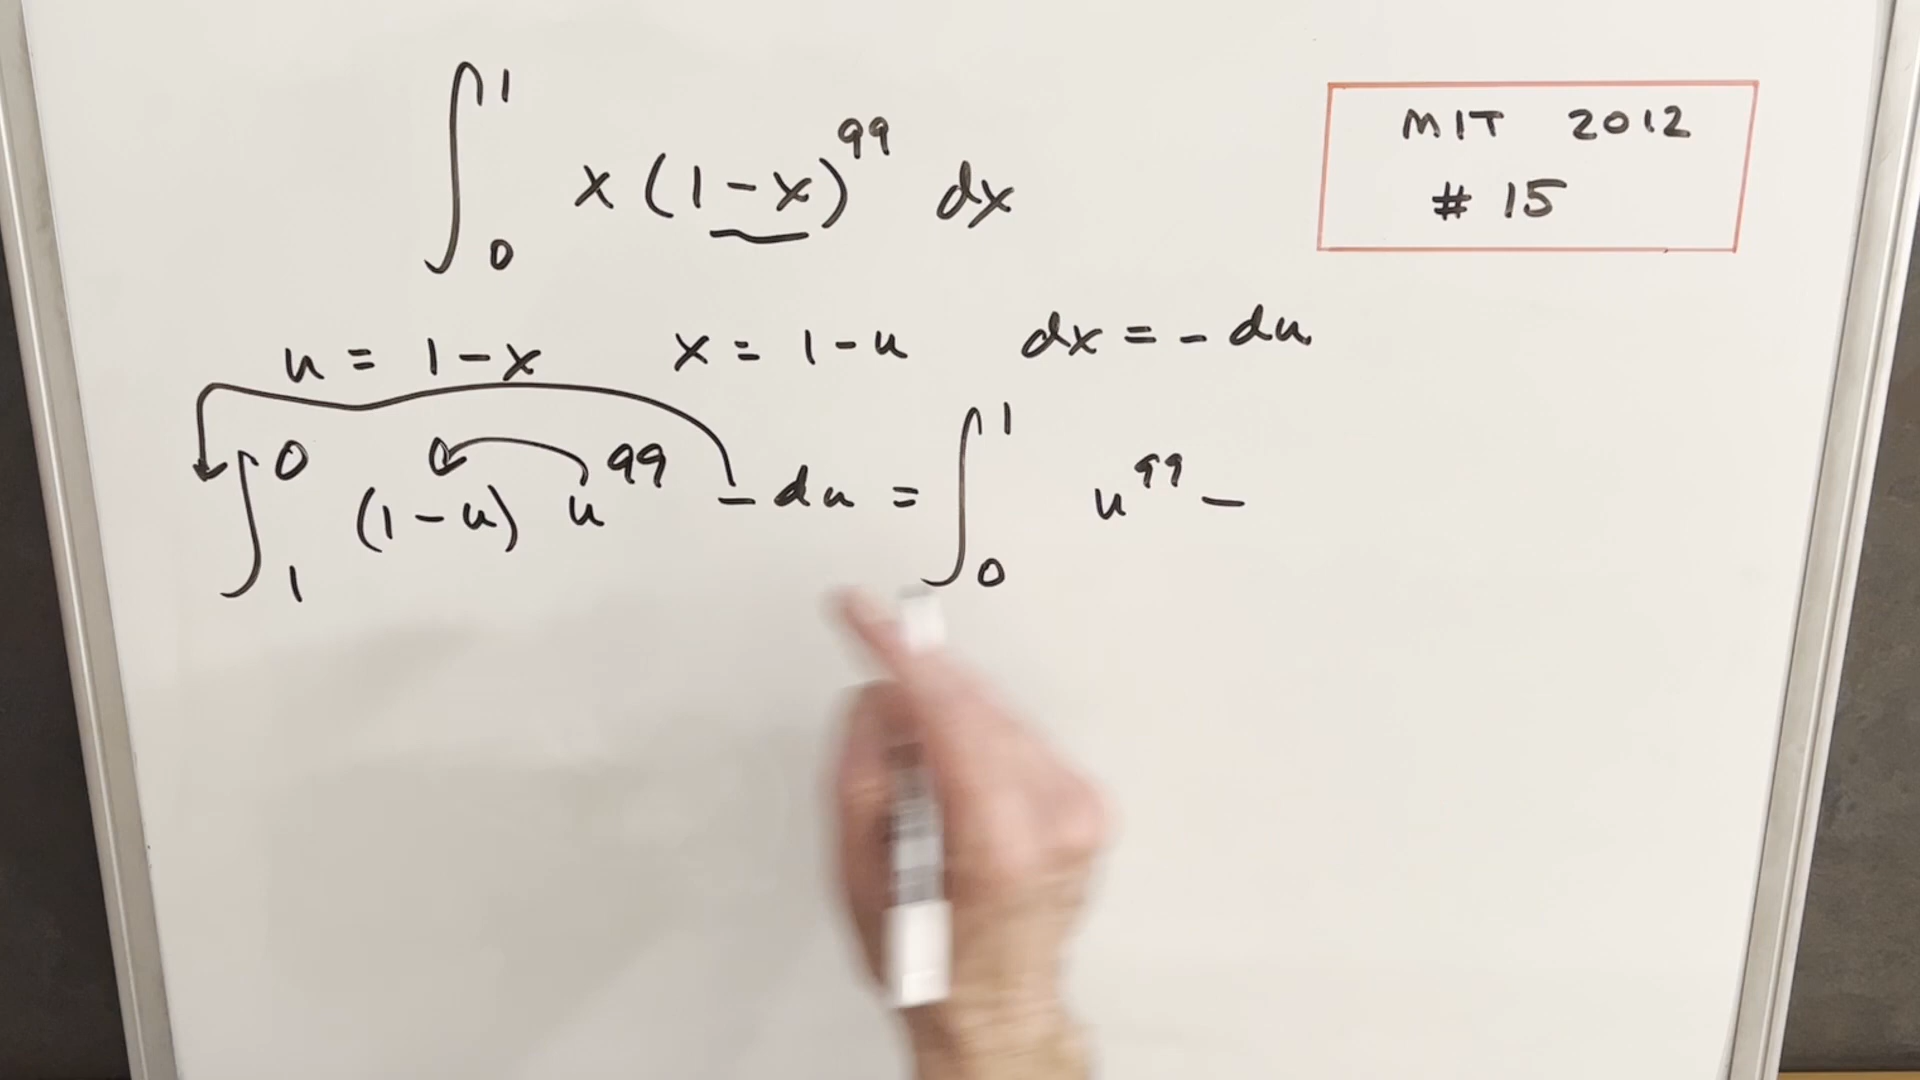 ∫₀¹ x(1-x)⁹⁹ dx
MIT 2012
# 15
u = 1-x x = 1-u dx = -du
∫₁⁰ (1-u) u⁹⁹ -du = ∫₀¹ u⁹⁹ -